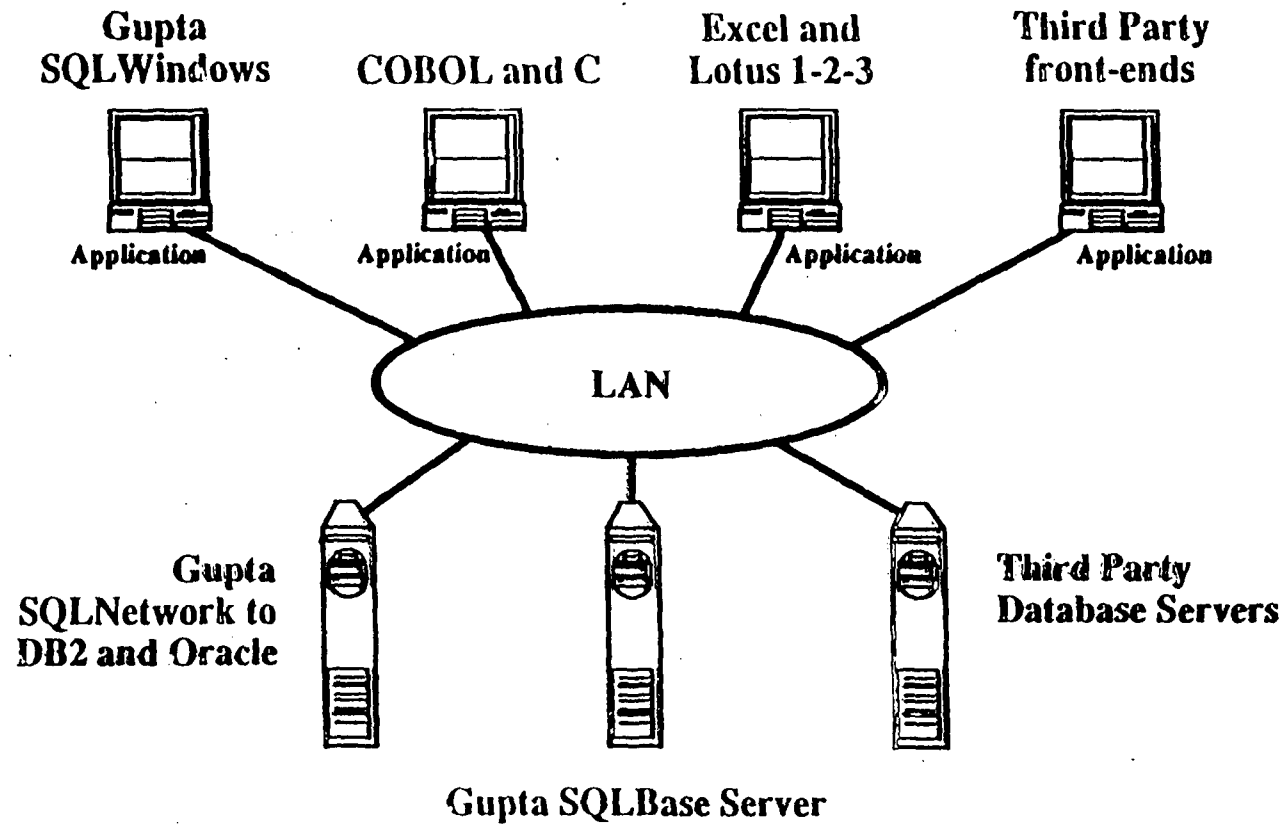 Gupta
SQLWindows
COBOL and C
Excel and
Lotus 1-2-3
Third Party
front-ends
Application
Application
Application
Application
LAN
Gupta
SQLNetwork to
DB2 and Oracle
Third Party
Database Servers
Gupta SQLBase Server